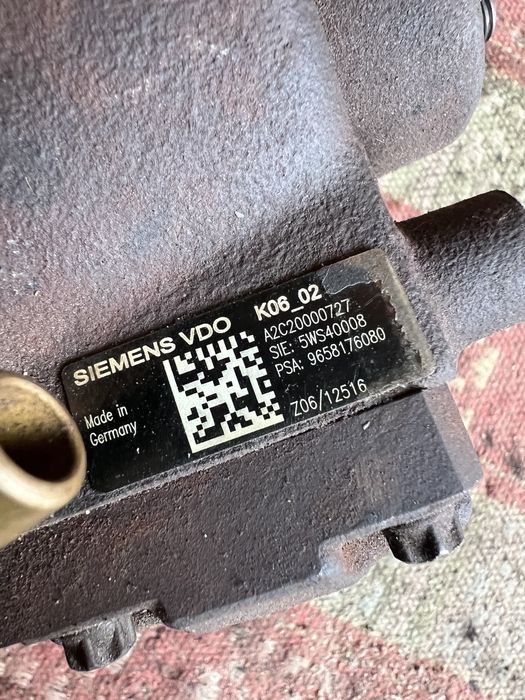 SIEMENS VDO K06_02
A2C20000727
SIE: 5WS40008
PSA: 9658176080
Made in
Germany
Z06/12516